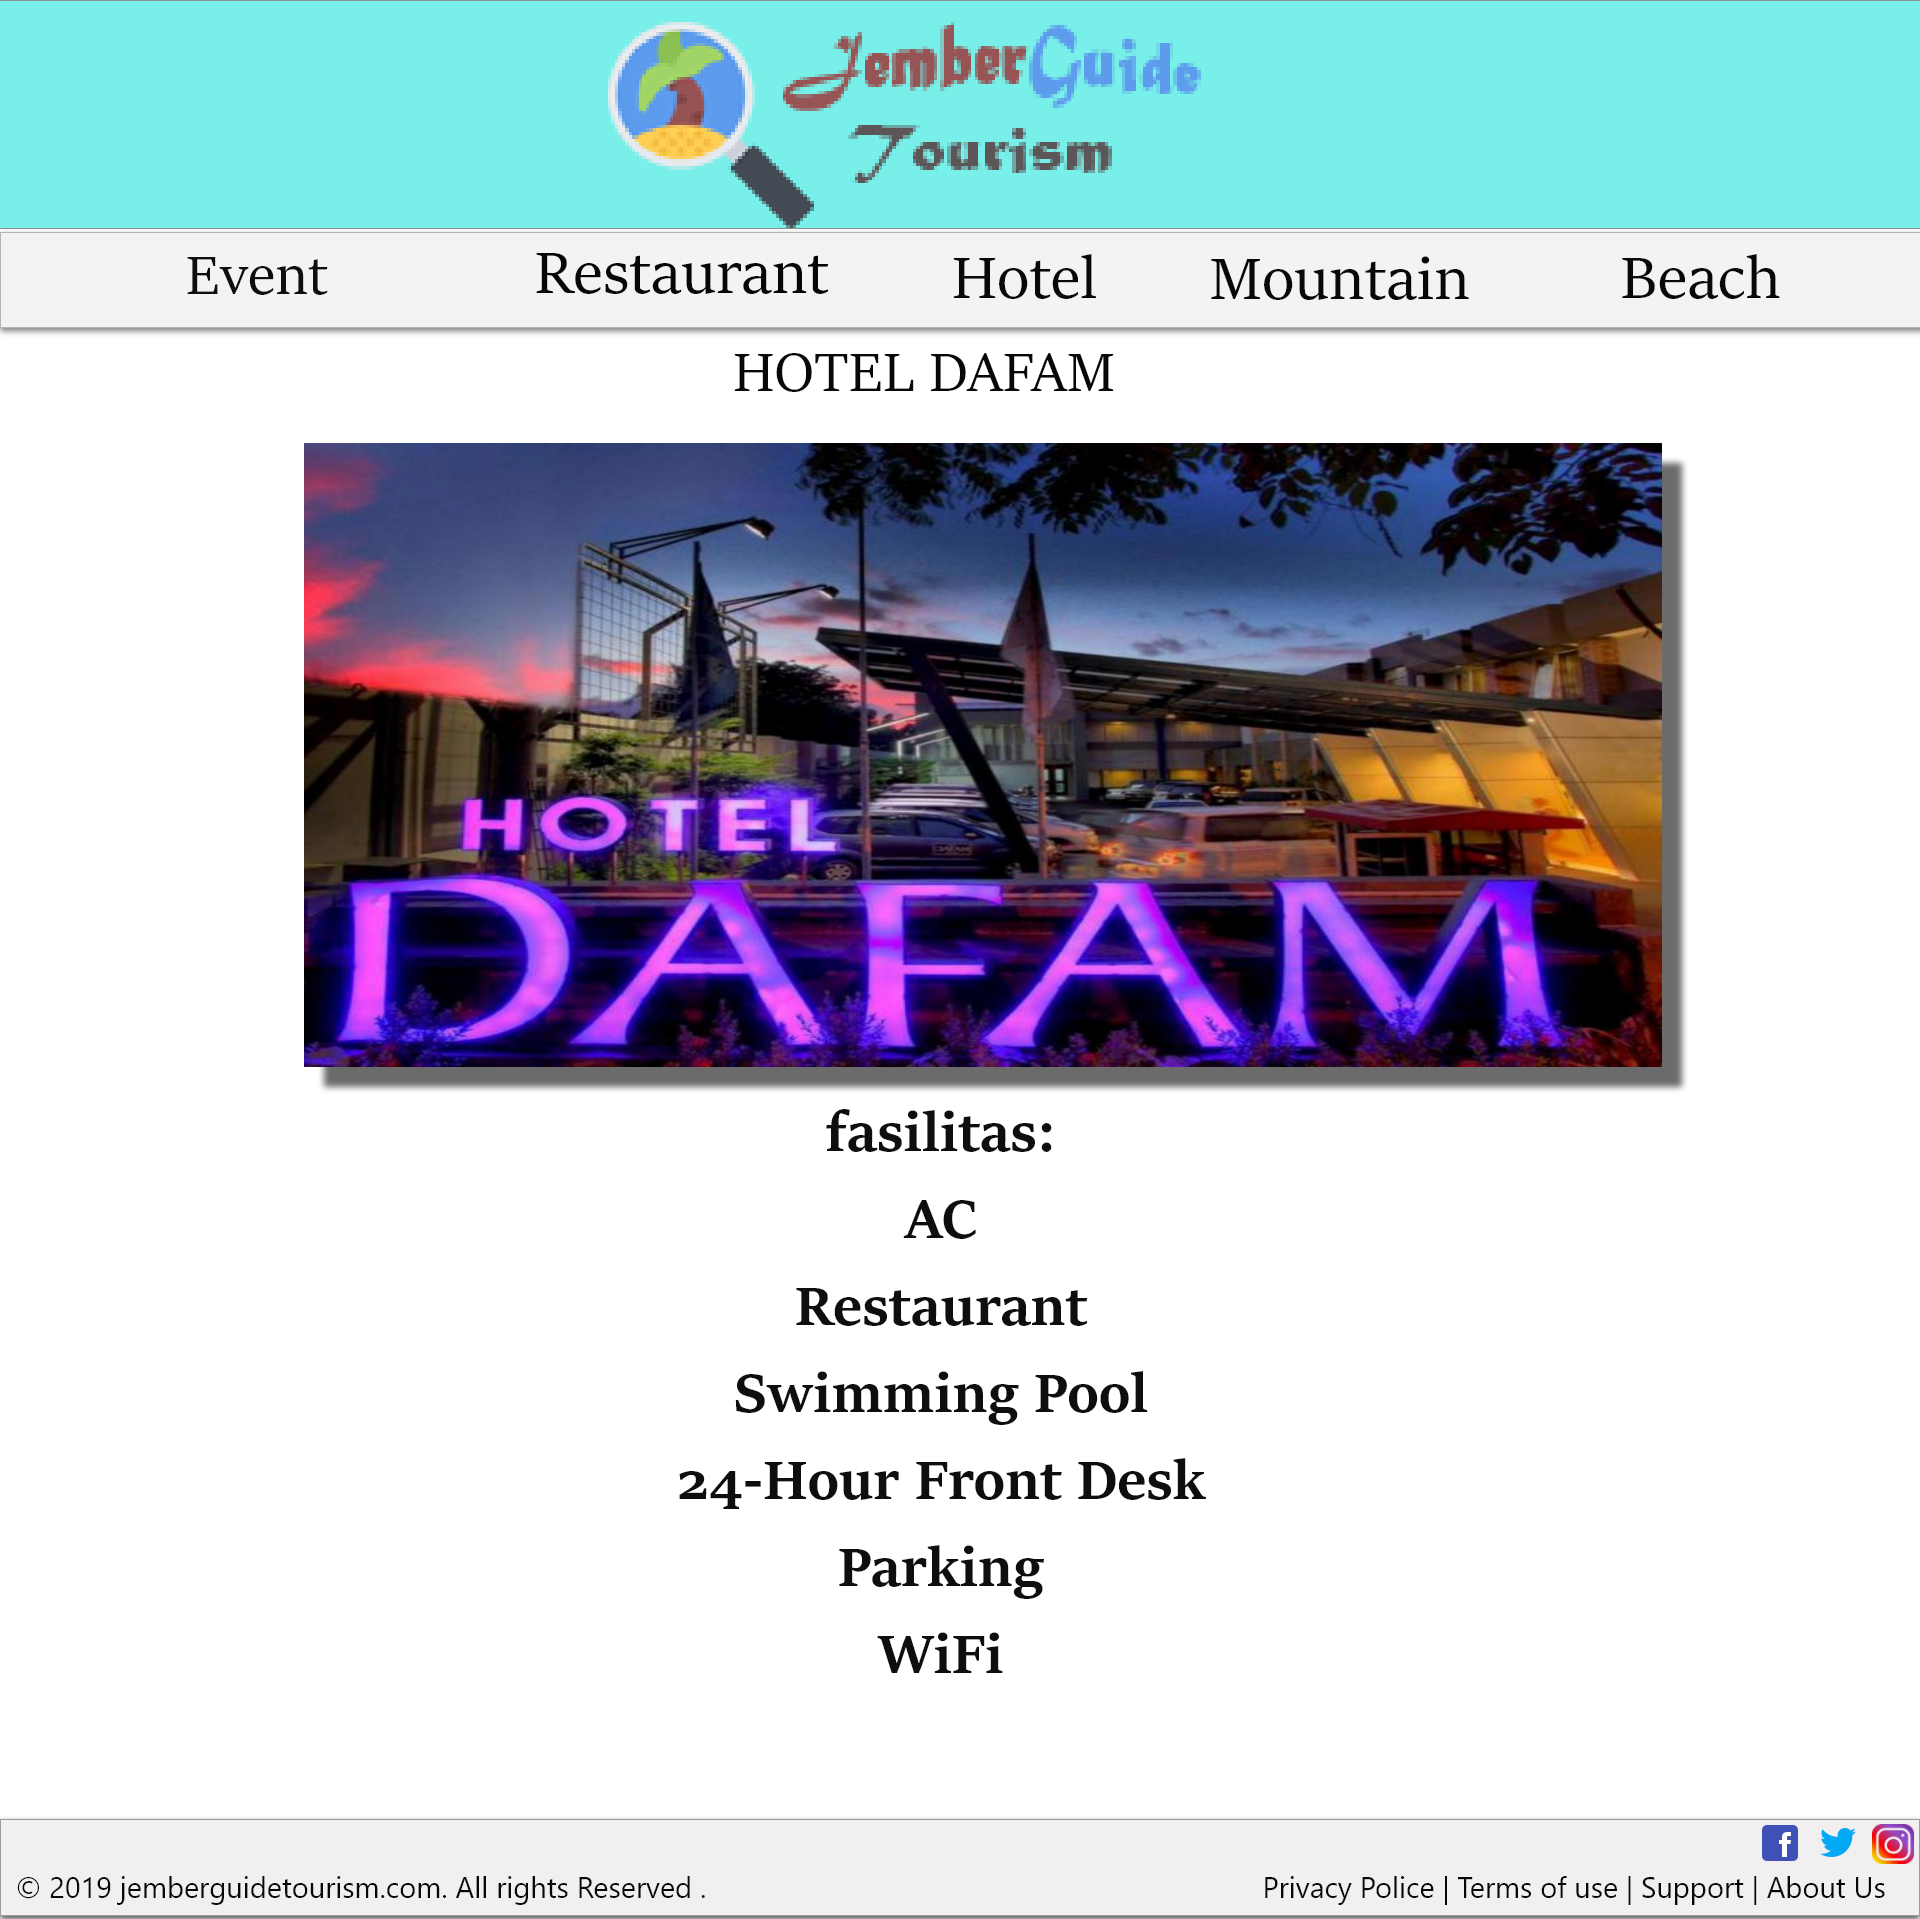 JemberGuide
Tourism
Event Restaurant Hotel Mountain Beach
HOTEL DAFAM
HOTEL
DAFAM
fasilitas:
AC
Restaurant
Swimming Pool
24-Hour Front Desk
Parking
WiFi
© 2019 jemberguidetourism.com. All rights Reserved .
Privacy Police | Terms of use | Support | About Us